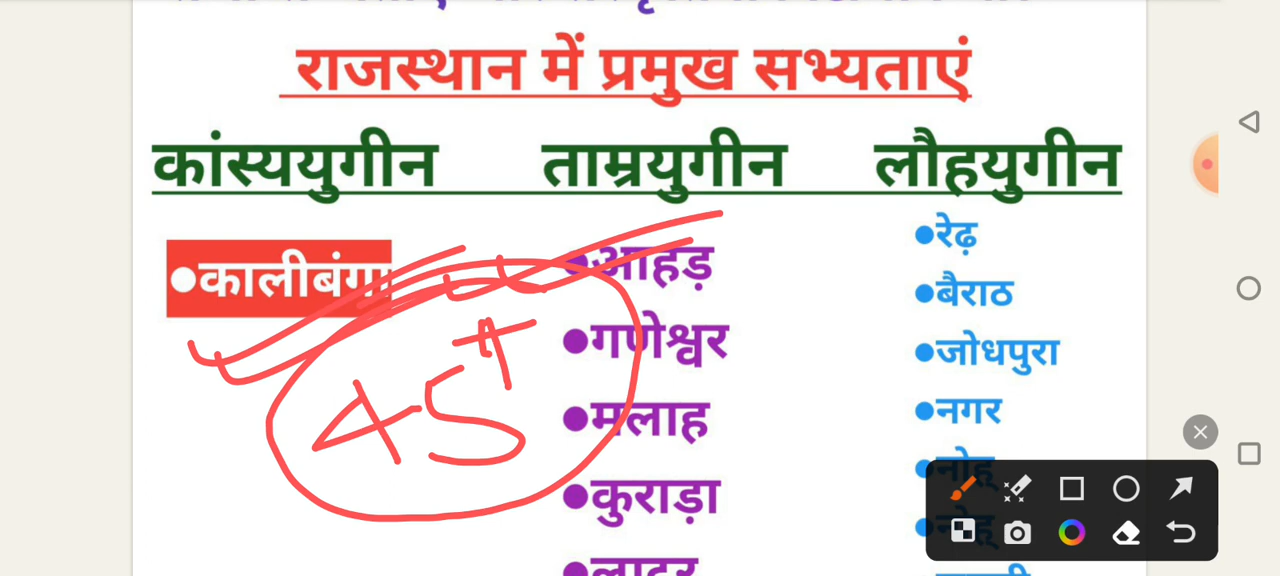 राजस्थान में प्रमुख सभ्यताएं
कांस्ययुगीन ताम्रयुगीन लौहयुगीन
●कालीबंगा
45+
●आहड़
●गणेश्वर
●मलाह
●कुराड़ा
●रेढ़
●बैराठ
●जोधपुरा
●नगर
●नोह